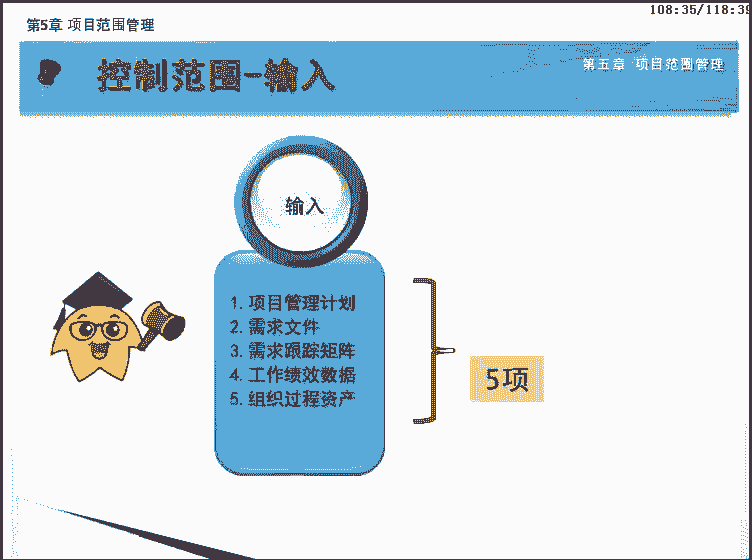 108:35/118:39
第5章 项目范围管理
控制范围-输入
第五章 项目范围管理
输入
1. 项目管理计划
2. 需求文件
3. 需求跟踪矩阵
4. 工作绩效数据
5. 组织过程资产
5项